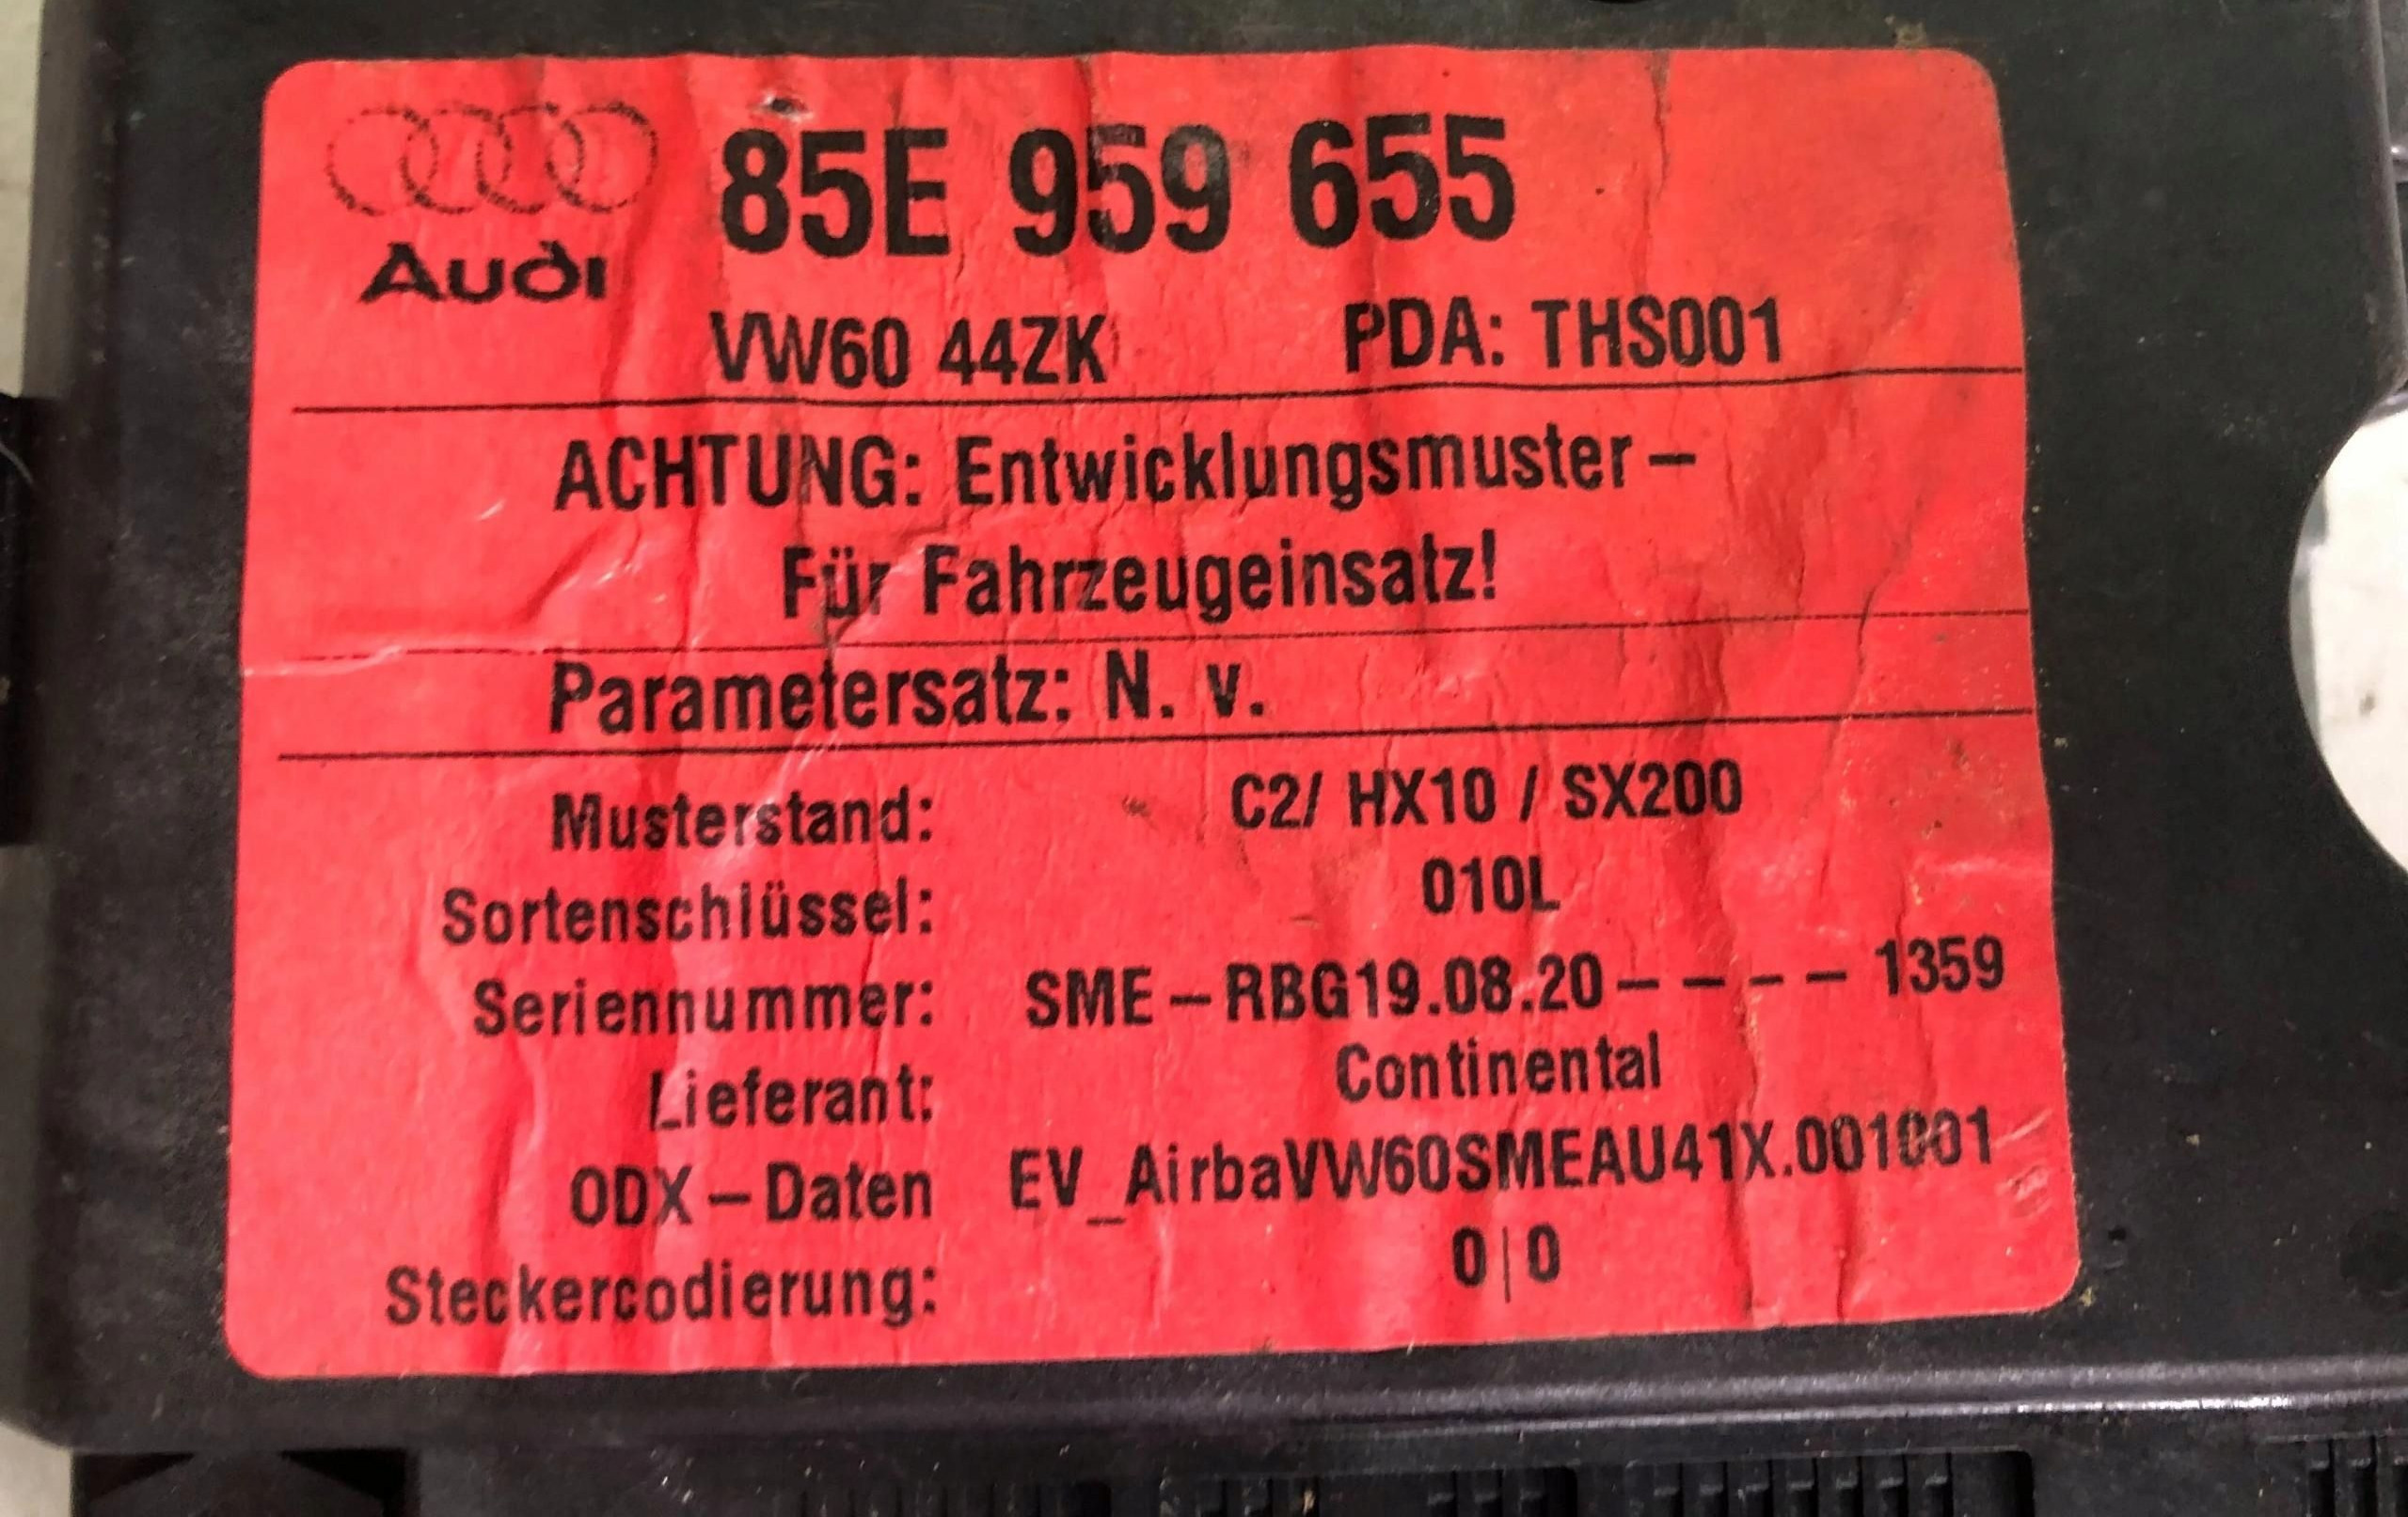 85E 959 655
Audi
VW60 44ZK PDA: THS001
ACHTUNG: Entwicklungsmuster –
Für Fahrzeugeinsatz!
Parametersatz: N. v.
Musterstand: C2/ HX10 / SX200
Sortenschlüssel: 010L
Seriennummer: SME – RBG19.08.20 – – – – 1359
Lieferant: Continental
ODX – Daten EV_AirbaVW60SMEAU41X.001001
Steckercodierung: 0|0